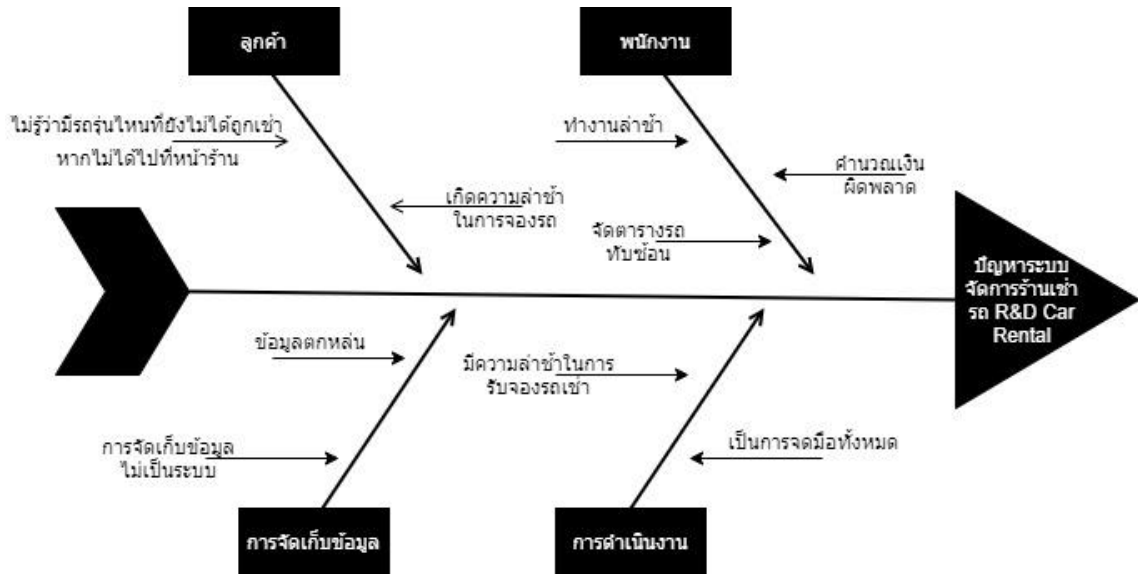 ลูกค้า
พนักงาน
ไม่รู้ว่ามีรถรุ่นไหนที่ยังไม่ได้ถูกเช่า
หากไม่ได้ไปที่หน้าร้าน
ทำงานล่าช้า
คำนวณเงิน
ผิดพลาด
เกิดความล่าช้า
ในการจองรถ
จัดตารางรถ
ทับซ้อน
ปัญหาระบบ
จัดการร้านเช่า
รถ R&D Car
Rental
ข้อมูลตกหล่น
มีความล่าช้าในการ
รับจองรถเช่า
การจัดเก็บข้อมูล
ไม่เป็นระบบ
เป็นการจดมือทั้งหมด
การจัดเก็บข้อมูล
การดำเนินงาน